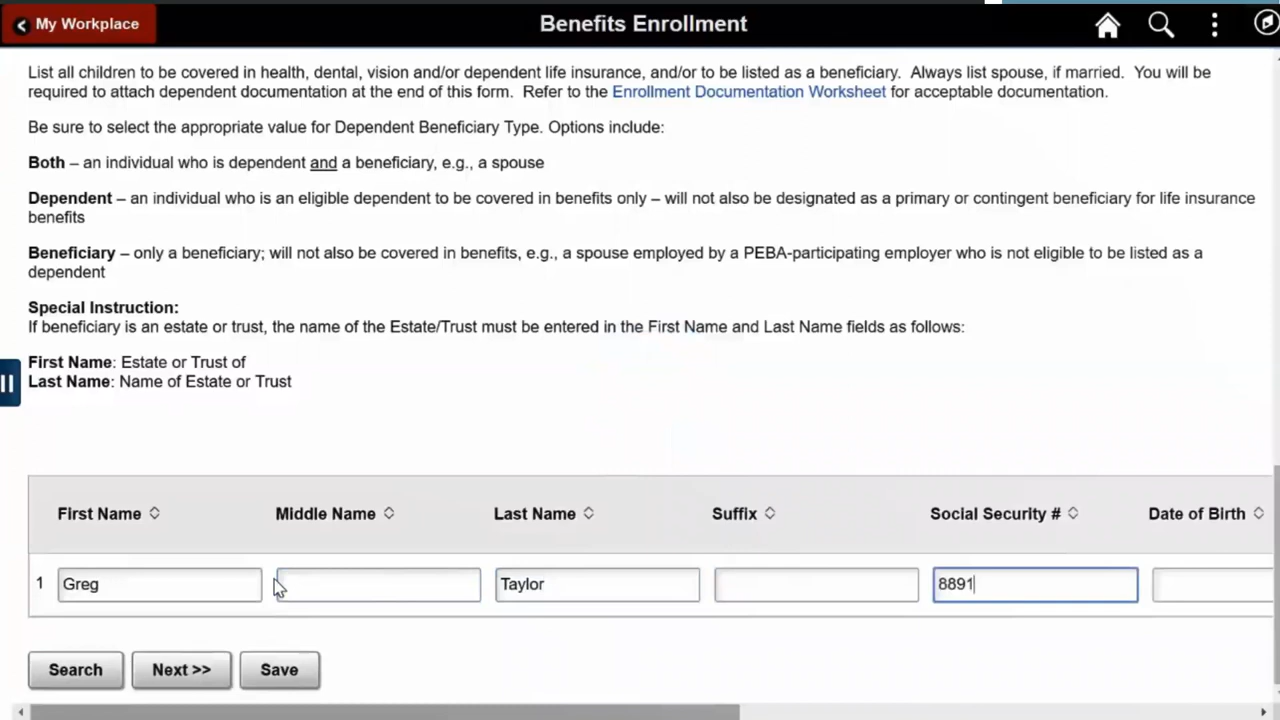 My Workplace
Benefits Enrollment
List all children to be covered in health, dental, vision and/or dependent life insurance, and/or to be listed as a beneficiary. Always list spouse, if married. You will be
required to attach dependent documentation at the end of this form. Refer to the Enrollment Documentation Worksheet for acceptable documentation.
Be sure to select the appropriate value for Dependent Beneficiary Type. Options include:
Both – an individual who is dependent and a beneficiary, e.g., a spouse
Dependent – an individual who is an eligible dependent to be covered in benefits only – will not also be designated as a primary or contingent beneficiary for life insurance
benefits
Beneficiary – only a beneficiary; will not also be covered in benefits, e.g., a spouse employed by a PEBA-participating employer who is not eligible to be listed as a
dependent
Special Instruction:
If beneficiary is an estate or trust, the name of the Estate/Trust must be entered in the First Name and Last Name fields as follows:
First Name: Estate or Trust of
Last Name: Name of Estate or Trust
First Name Middle Name Last Name Suffix Social Security # Date of Birth
1 Greg Taylor 8891
Search Next >> Save